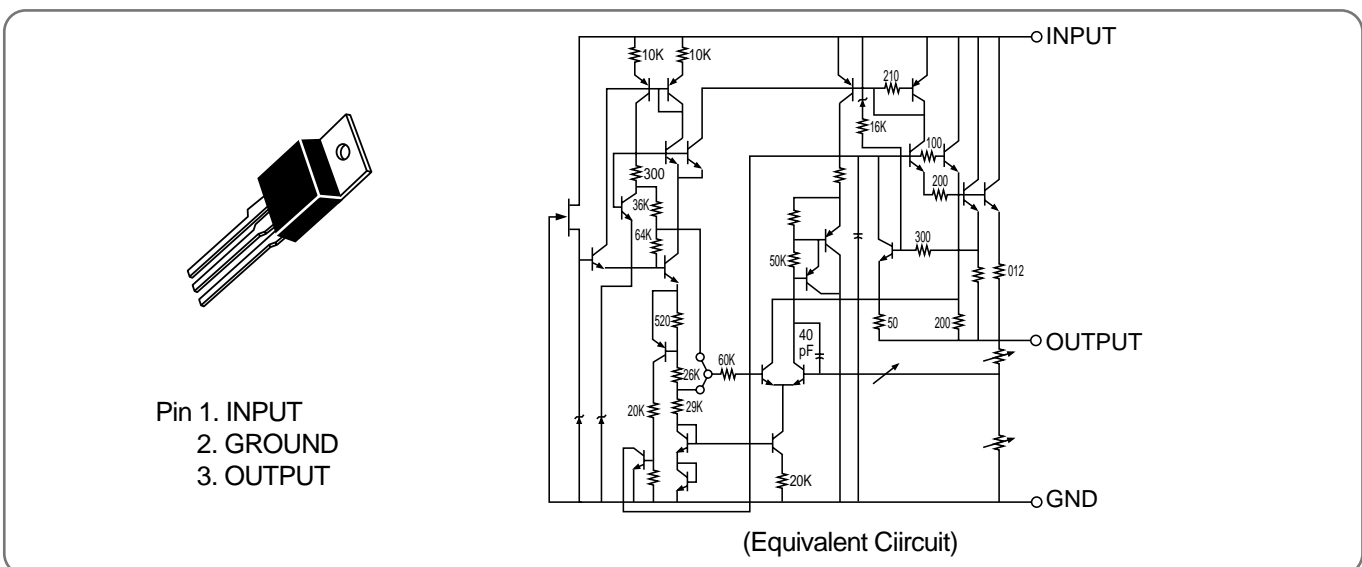 Pin 1. INPUT
2. GROUND
3. OUTPUT
INPUT
10K
10K
210
16K
100
300
200
36K
64K
300
50K
012
520
50
200
40
pF
OUTPUT
60K
26K
20K
29K
20K
GND
(Equivalent Ciircuit)